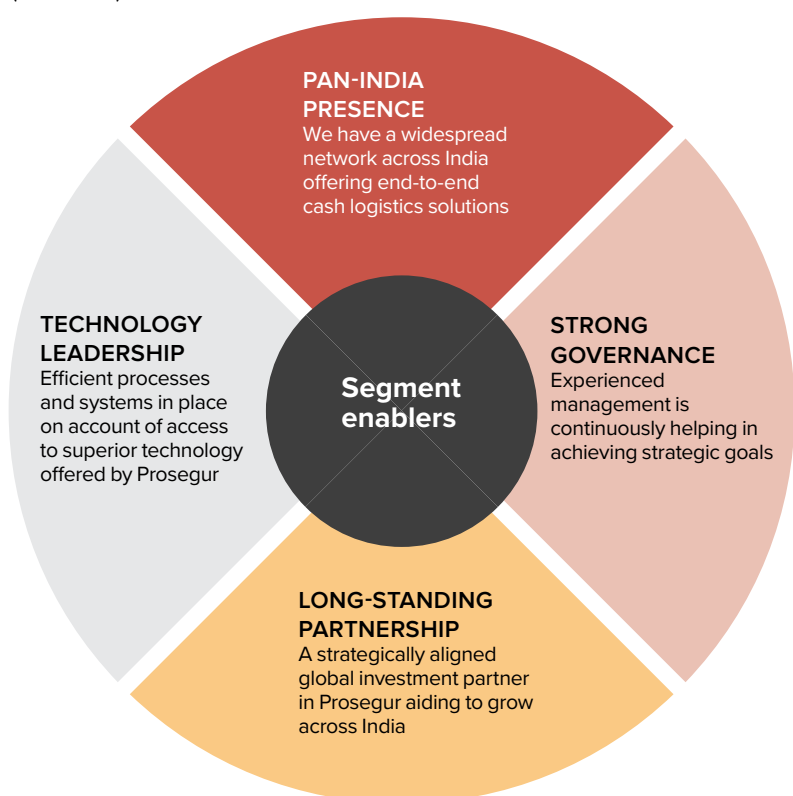 PAN-INDIA
PRESENCE
We have a widespread
network across India
offering end-to-end
cash logistics solutions
TECHNOLOGY
LEADERSHIP
Efficient processes
and systems in place
on account of access
to superior technology
offered by Prosegur
Segment
enablers
STRONG
GOVERNANCE
Experienced
management is
continuously helping in
achieving strategic goals
LONG-STANDING
PARTNERSHIP
A strategically aligned
global investment partner
in Prosegur aiding to grow
across India